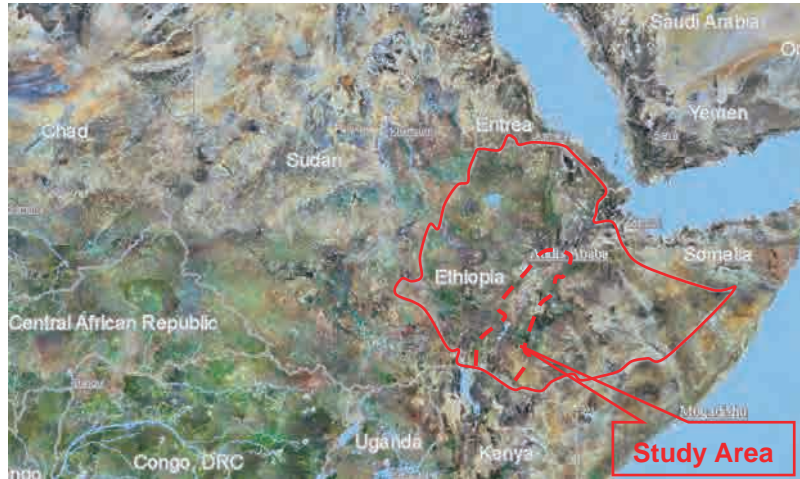 Saudi Arabia
Yemen
Chad
Eritrea
Khartoum
Sudan
Addis Ababa
Somalia
Ethiopia
Central African Republic
Mogadishu
Uganda
Kenya
Congo, DRC
Study Area